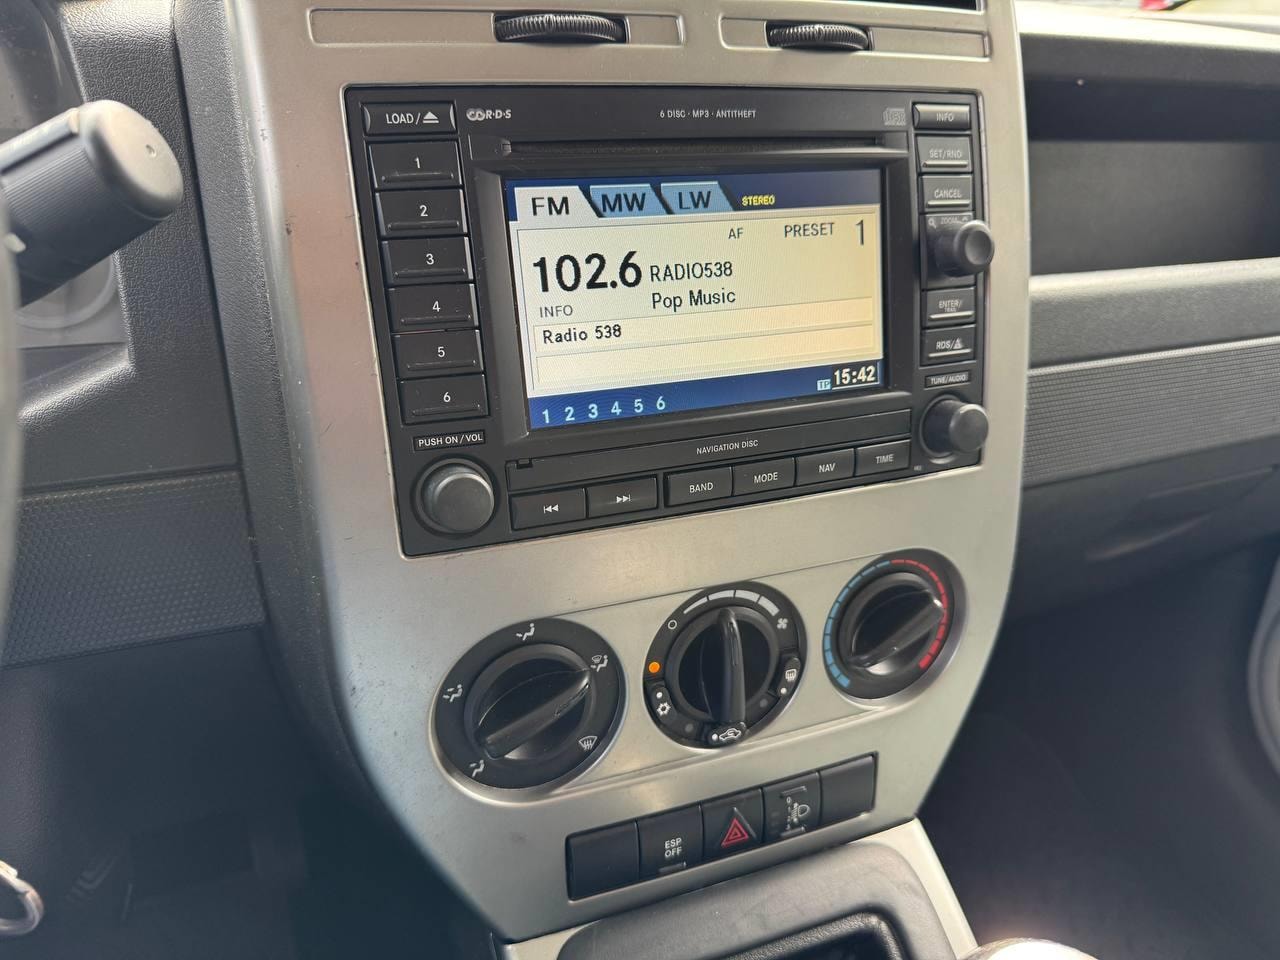 LOAD/
R·D·S
6 DISC · MP3 · ANTITHEFT
INFO
1
2
3
4
5
6
SET/RND
CANCEL
ZOOM
ENTER/
RDS/
TUNE/AUDIO
FM MW LW STEREO
AF PRESET 1
102.6 RADIO538
Pop Music
INFO
Radio 538
TP 15:42
1 2 3 4 5 6
PUSH ON / VOL
NAVIGATION DISC
BAND
MODE
NAV
TIME
ESP
OFF